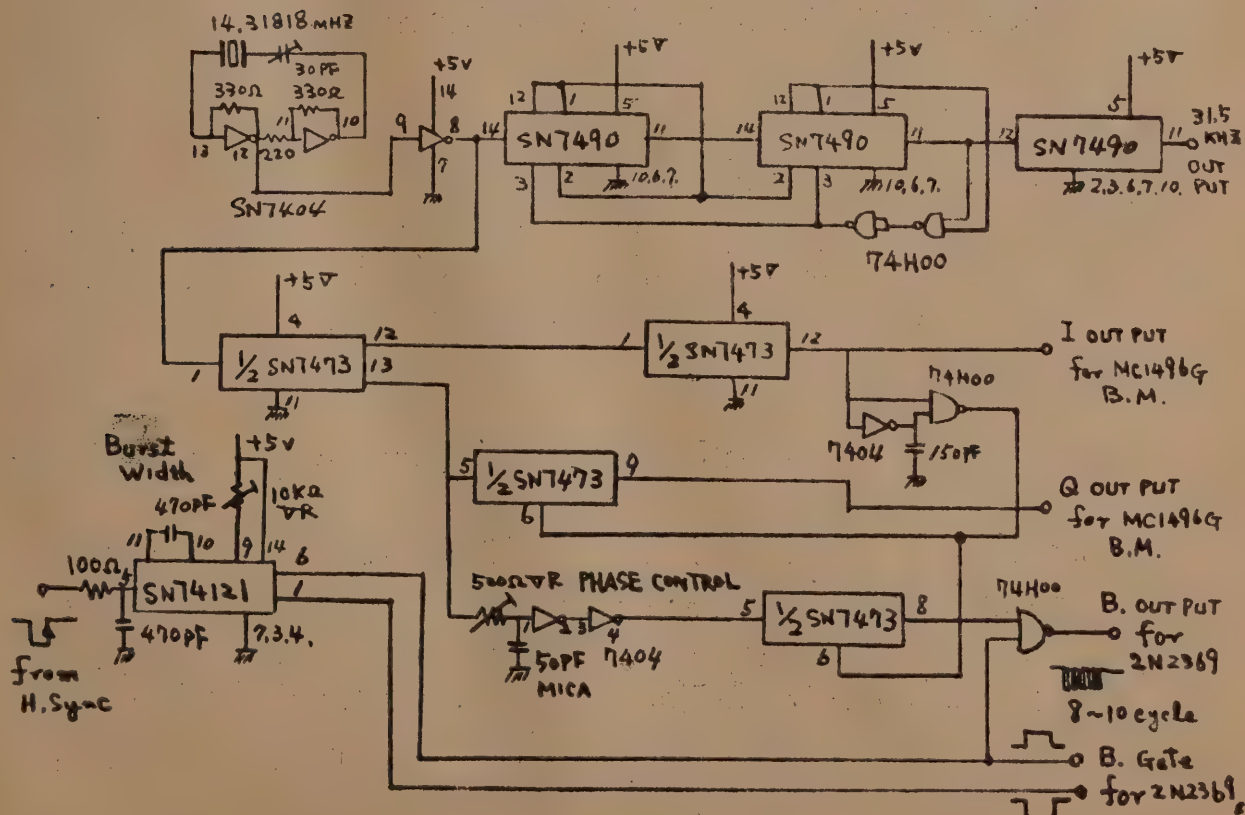 14.31818 MHZ
30PF
330Ω
330Ω
11
10
13
12
220
SN7404
+5V
14
9
8
7
14
+5V
12
1
5
SN7490
11
3
2
10,6,7.
+5V
12
1
5
14
SN7490
11
2
3
10,6,7.
74H00
+5V
5
12
SN7490
11
2,3,6,7,10.
31.5
KHZ
OUT
PUT
+5V
4
1
1/2 SN7473
12
13
11
+5V
4
1
1/2 SN7473
12
11
74H00
7404
150PF
I OUT PUT
for MC1496G
B.M.
5
1/2 SN7473
9
6
Q OUT PUT
for MC1496G
B.M.
Burst
Width
+5V
470PF
10KΩ
VR
11
10
9
14
100Ω
5
SN74121
6
1
470PF
7,3,4.
from
H. Sync
500Ω VR PHASE CONTROL
1
2
3
4
50PF
MICA
7404
5
1/2 SN7473
8
6
74H00
B. OUT PUT
for
2N2369
8~10 cycle
B. Gate
for 2N2369